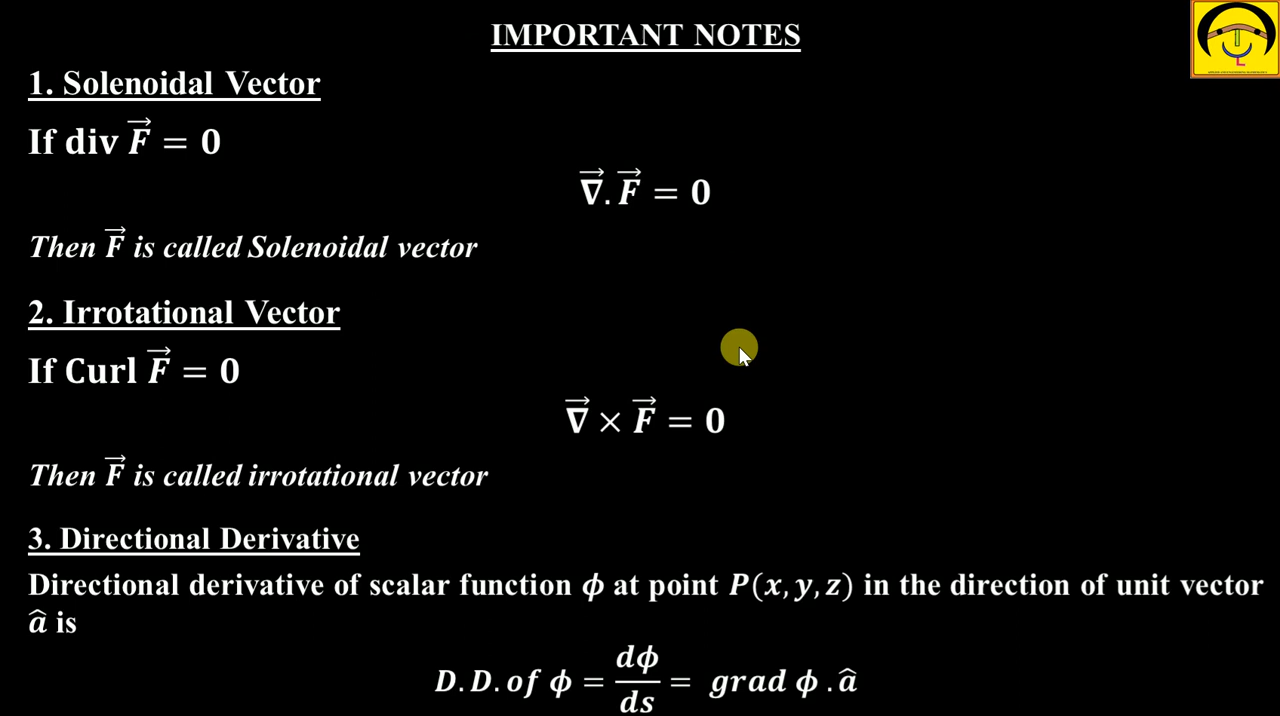 IMPORTANT NOTES
1. Solenoidal Vector
If div F⃗ = 0
∇⃗. F⃗ = 0
Then F⃗ is called Solenoidal vector
2. Irrotational Vector
If Curl F⃗ = 0
∇⃗ × F⃗ = 0
Then F⃗ is called irrotational vector
3. Directional Derivative
Directional derivative of scalar function ϕ at point P(x, y, z) in the direction of unit vector
â is
D. D. of ϕ = dϕ/ds = grad ϕ . â